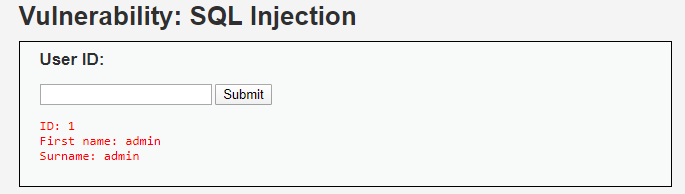 Vulnerability: SQL Injection
User ID:
Submit
ID: 1
First name: admin
Surname: admin